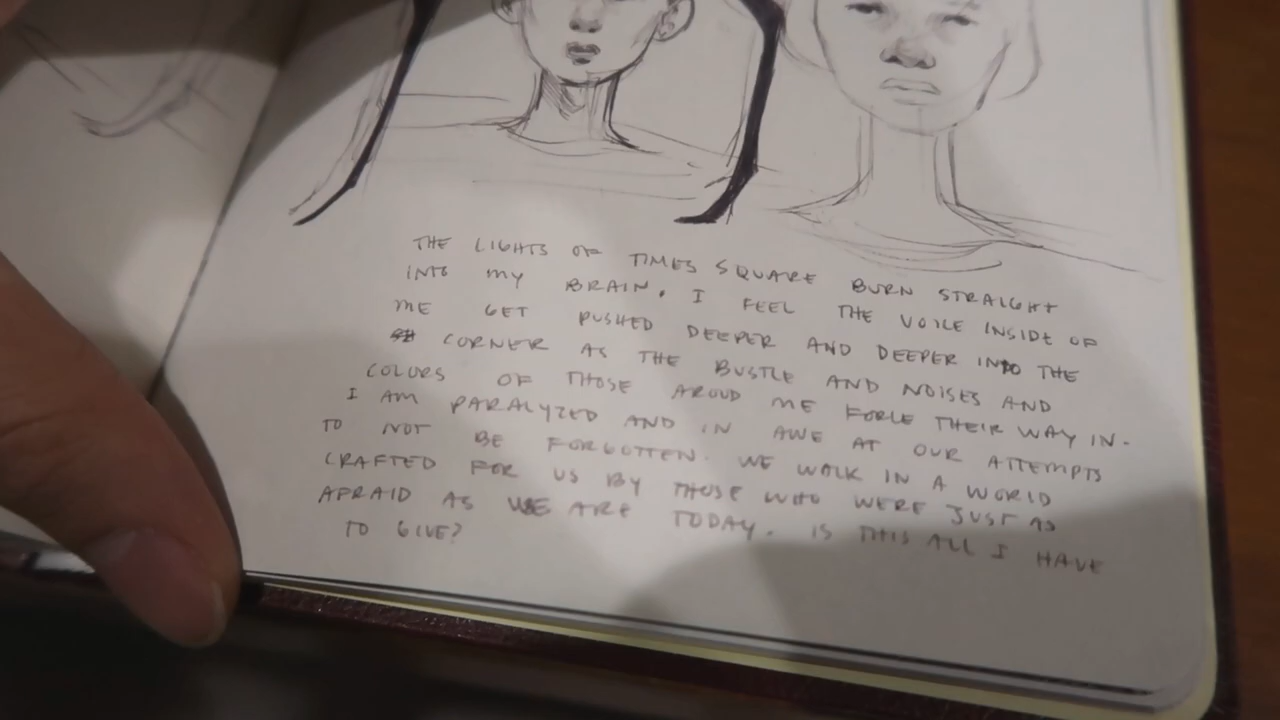 THE LIGHTS OF TIMES SQUARE BURN STRAIGHT
INTO MY BRAIN. I FEEL THE VOICE INSIDE OF
ME GET PUSHED DEEPER AND DEEPER INTO THE
CORNER AS THE BUSTLE AND NOISES AND
COLORS OF THOSE AROUD ME FORCE THEIR WAY IN.
I AM PARALYZED AND IN AWE AT OUR ATTEMPTS
TO NOT BE FORGOTTEN. WE WALK IN A WORLD
CRAFTED FOR US BY THOSE WHO WERE JUST AS
AFRAID AS WE ARE TODAY. IS THIS ALL I HAVE
TO GIVE?